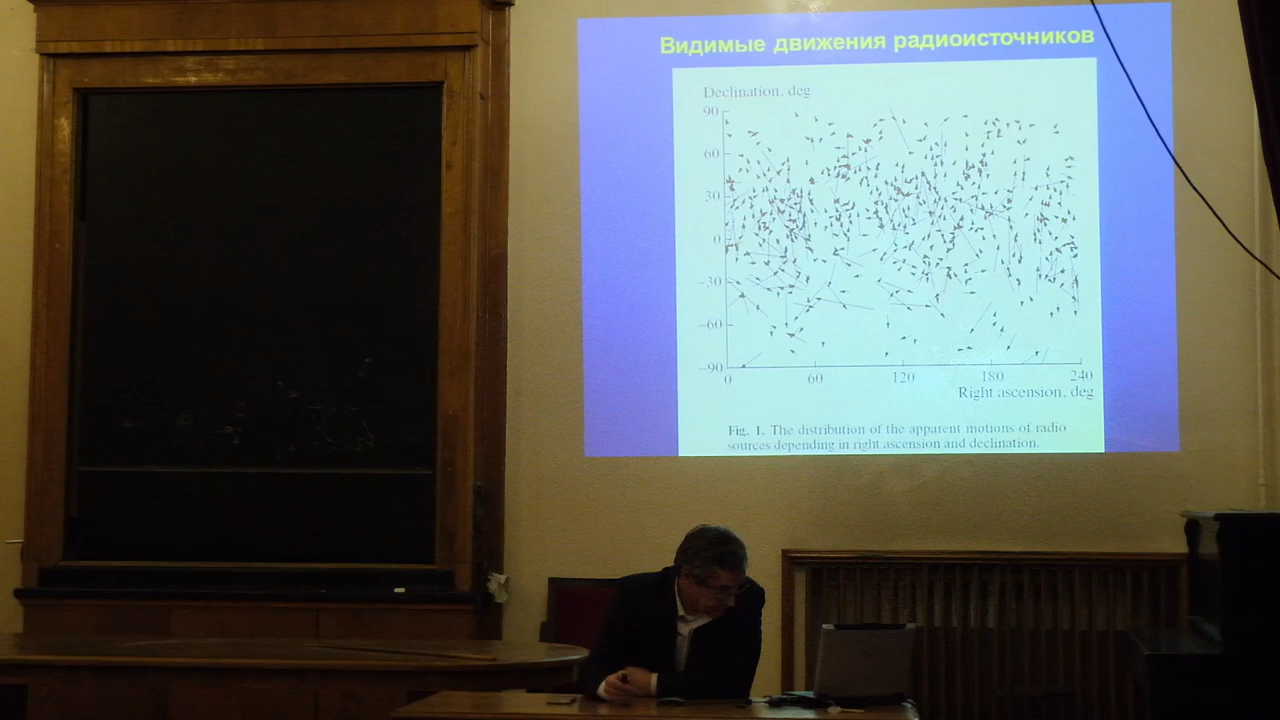 Видимые движения радиоисточников
Declination, deg
90
60
30
0
−30
−60
−90
0 60 120 180 240
Right ascension, deg
Fig. 1. The distribution of the apparent motions of radio
sources depending in right ascension and declination.